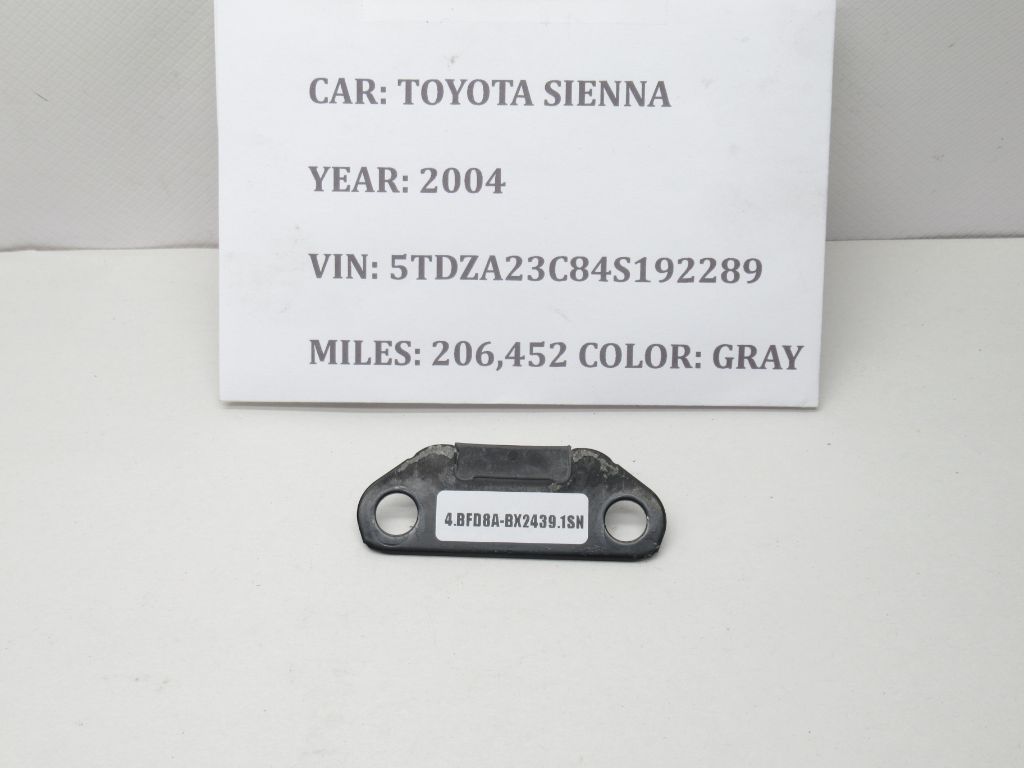 CAR: TOYOTA SIENNA
YEAR: 2004
VIN: 5TDZA23C84S192289
MILES: 206,452 COLOR: GRAY
4.BFD8A-BX2439.1SN